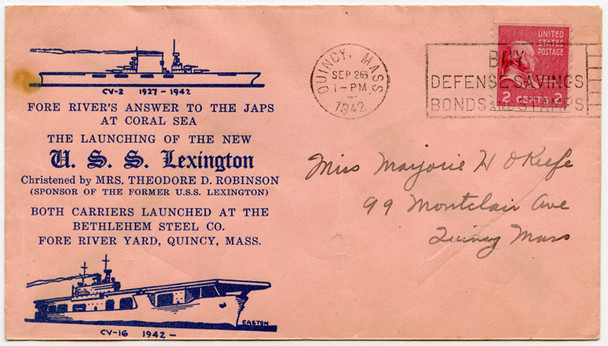 CV-2 1927-1942
FORE RIVER'S ANSWER TO THE JAPS
AT CORAL SEA
THE LAUNCHING OF THE NEW
U. S. S. Lexington
Christened by MRS. THEODORE D. ROBINSON
(SPONSOR OF THE FORMER U.S.S. LEXINGTON)
BOTH CARRIERS LAUNCHED AT THE
BETHLEHEM STEEL CO.
FORE RIVER YARD, QUINCY, MASS.
EASTEN
CV-16 1942-
QUINCY, MASS
SEP 26
1-PM
1942
BUY
DEFENSE SAVINGS
BONDS AND STAMPS
UNITED
STATES
POSTAGE
2 CENTS 2
Miss Marjorie H O'Keefe
99 Montclair Ave
Quincy Mass